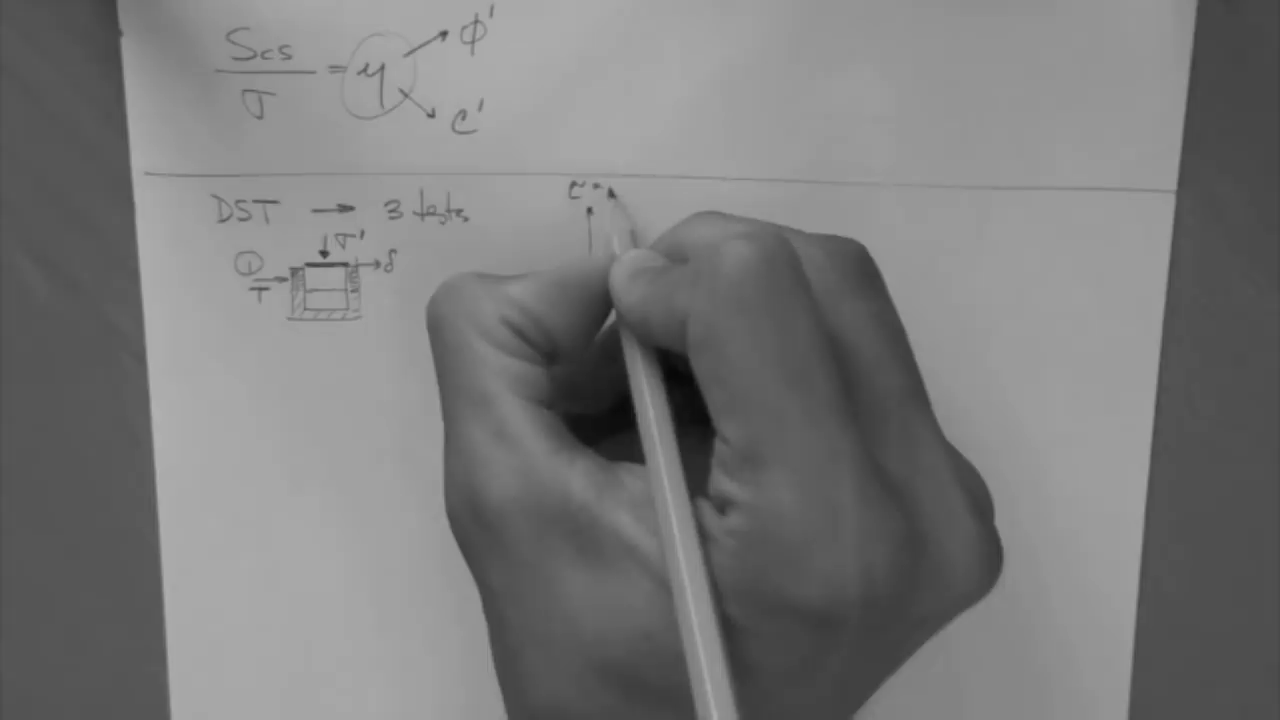 Scs/σ = η → φ'
→ c'
DST → 3 tests
① ↓ σ' → δ
T →
τ =